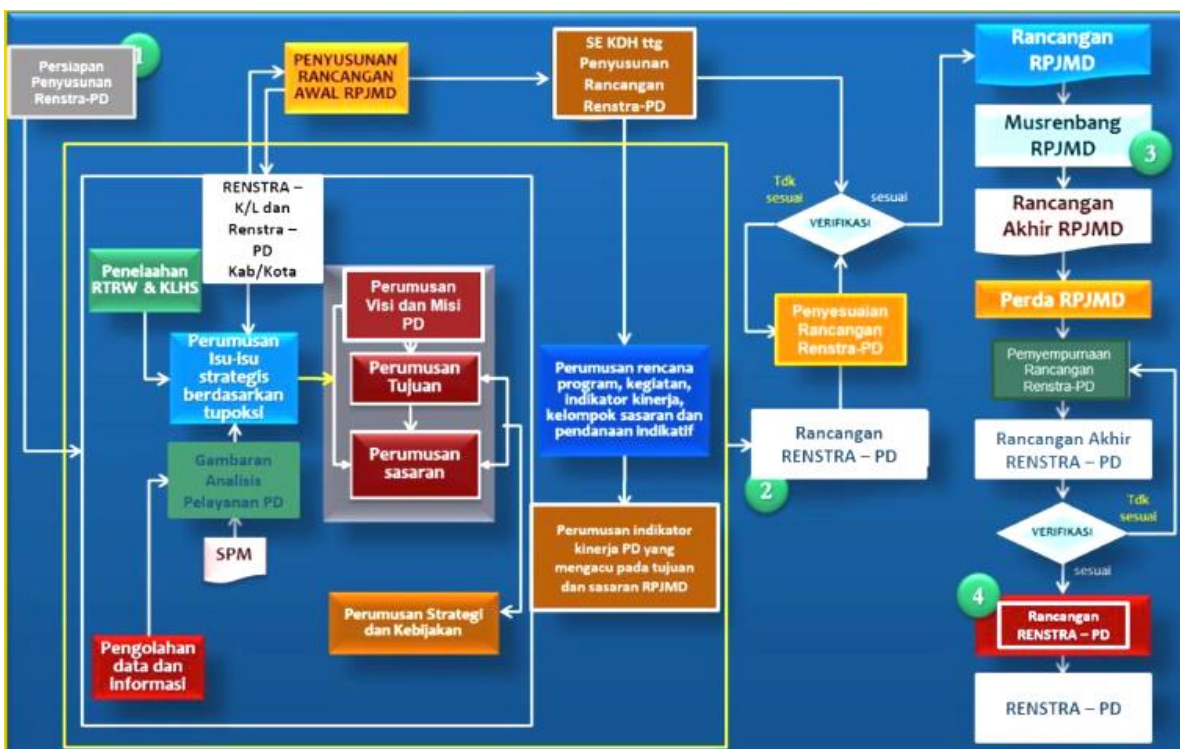 1
Persiapan
Penyusunan
Renstra-PD
PENYUSUNAN
RANCANGAN
AWAL RPJMD
SE KDH ttg
Penyusunan
Rancangan
Renstra-PD
Rancangan
RPJMD
Musrenbang
RPJMD
3
Rancangan
Akhir RPJMD
Perda RPJMD
Pemyempurnaan
Rancangan
Renstra-PD
Rancangan Akhir
RENSTRA – PD
Tdk
sesuai
VERIFIKASI
sesuai
4
Rancangan
RENSTRA – PD
RENSTRA – PD
RENSTRA –
K/L dan
Renstra –
PD
Kab/Kota
Penelaahan
RTRW & KLHS
Perumusan
Isu-isu
strategis
berdasarkan
tupoksi
Gambaran
Analisis
Pelayanan PD
SPM
Pengolahan
data dan
informasi
Perumusan
Visi dan Misi
PD
Perumusan
Tujuan
Perumusan
sasaran
Perumusan Strategi
dan Kebijakan
Perumusan rencana
program, kegiatan,
indikator kinerja,
kelompok sasaran dan
pendanaan indikatif
Perumusan indikator
kinerja PD yang
mengacu pada tujuan
dan sasaran RPJMD
Tdk
sesuai
sesuai
VERIFIKASI
Penyesuaian
Rancangan
Renstra-PD
Rancangan
RENSTRA – PD
2